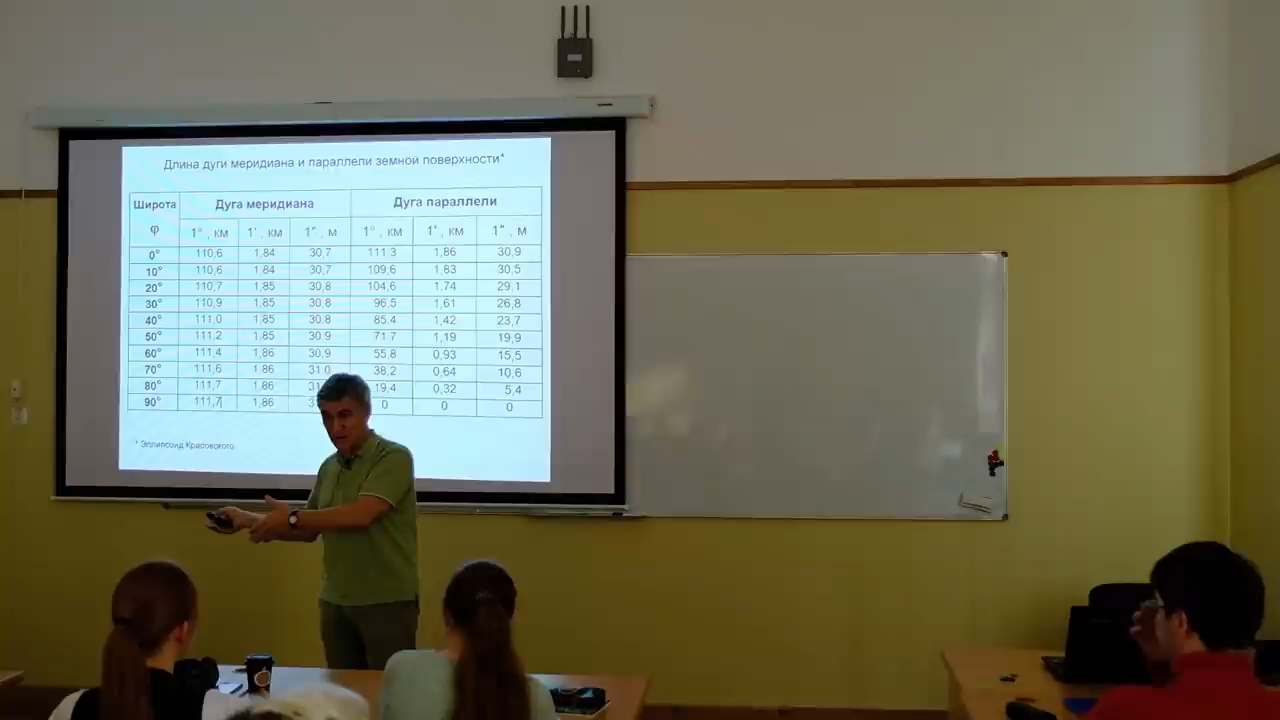 Длина дуги меридиана и параллели земной поверхности*
Широта φ Дуга меридиана Дуга параллели
1° , км 1' , км 1" , м 1° , км 1' , км 1" , м
0° 110,6 1,84 30,7 111.3 1,86 30,9
10° 110,6 1,84 30,7 109,6 1,83 30,5
20° 110,7 1,85 30,8 104,6 1,74 29,1
30° 110,9 1,85 30,8 96,5 1,61 26,8
40° 111,0 1,85 30,8 85,4 1,42 23,7
50° 111,2 1,85 30,9 71,7 1,19 19,9
60° 111,4 1,86 30,9 55,8 0,93 15,5
70° 111,6 1,86 31,0 38,2 0,64 10,6
80° 111,7 1,86 19,4 0,32 5,4
90° 111,7 1,86 0 0 0
* Эллипсоид Красовского